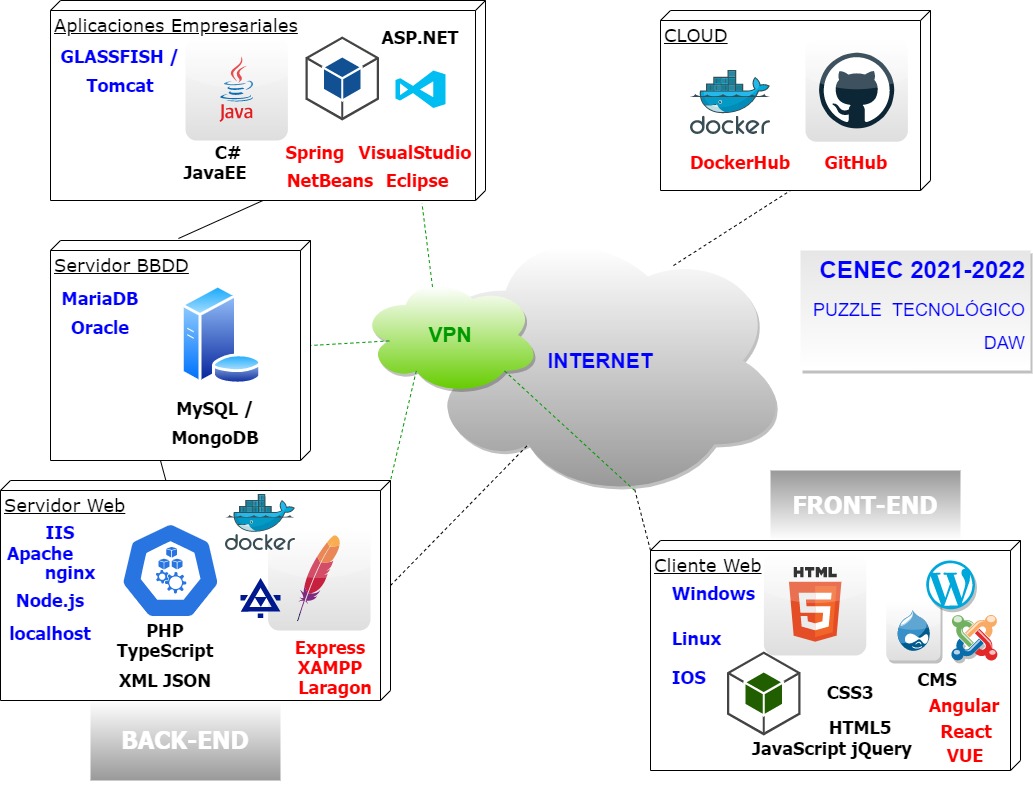 Aplicaciones Empresariales
GLASSFISH /
Tomcat
Java
ASP.NET
C#
JavaEE
Spring VisualStudio
NetBeans Eclipse
CLOUD
docker
DockerHub
GitHub
Servidor BBDD
MariaDB
Oracle
MySQL /
MongoDB
VPN
INTERNET
CENEC 2021-2022
PUZZLE TECNOLÓGICO
DAW
Servidor Web
IIS
Apache
nginx
Node.js
localhost
docker
PHP
TypeScript
XML JSON
Express
XAMPP
Laragon
BACK-END
FRONT-END
Cliente Web
Windows
Linux
IOS
HTML
5
W
CSS3
HTML5
JavaScript jQuery
CMS
Angular
React
VUE